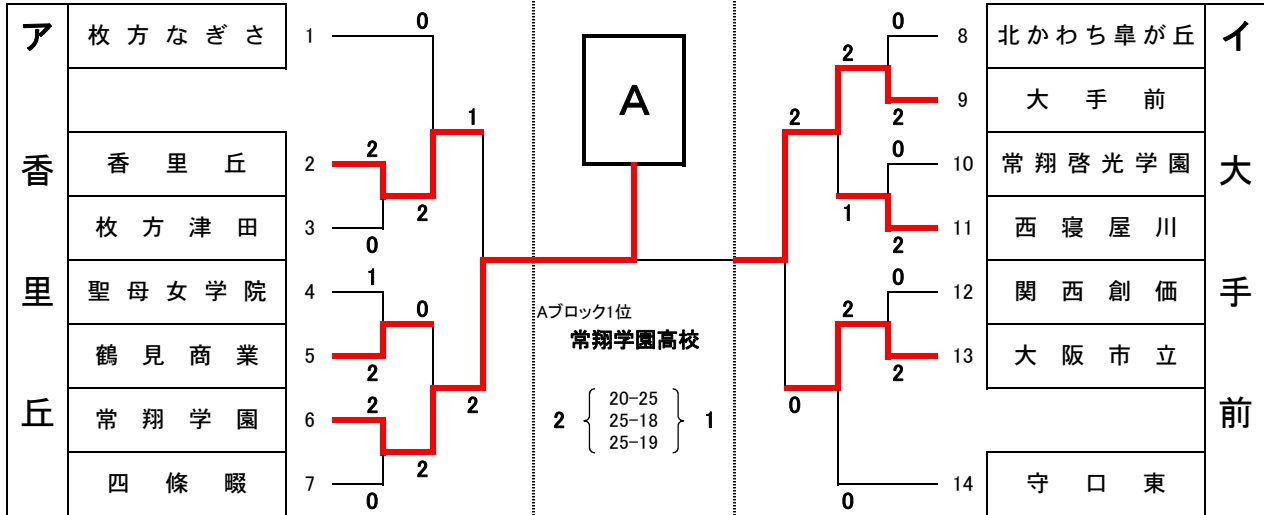 ア 香 里 丘
枚方なぎさ 1
香里丘 2
枚方津田 3
聖母女学院 4
鶴見商業 5
常翔学園 6
四條畷 7
0
2
0
2
1
1
2
0
2
2
0
2
2
A
Aブロック1位
常翔学園高校
20-25
2 { 25-18 } 1
25-19
0
2
2
2
0
1
2
0
2
2
0
0
8 北かわち皐が丘
9 大手前
10 常翔啓光学園
11 西寝屋川
12 関西創価
13 大阪市立
14 守口東
イ 大 手 前